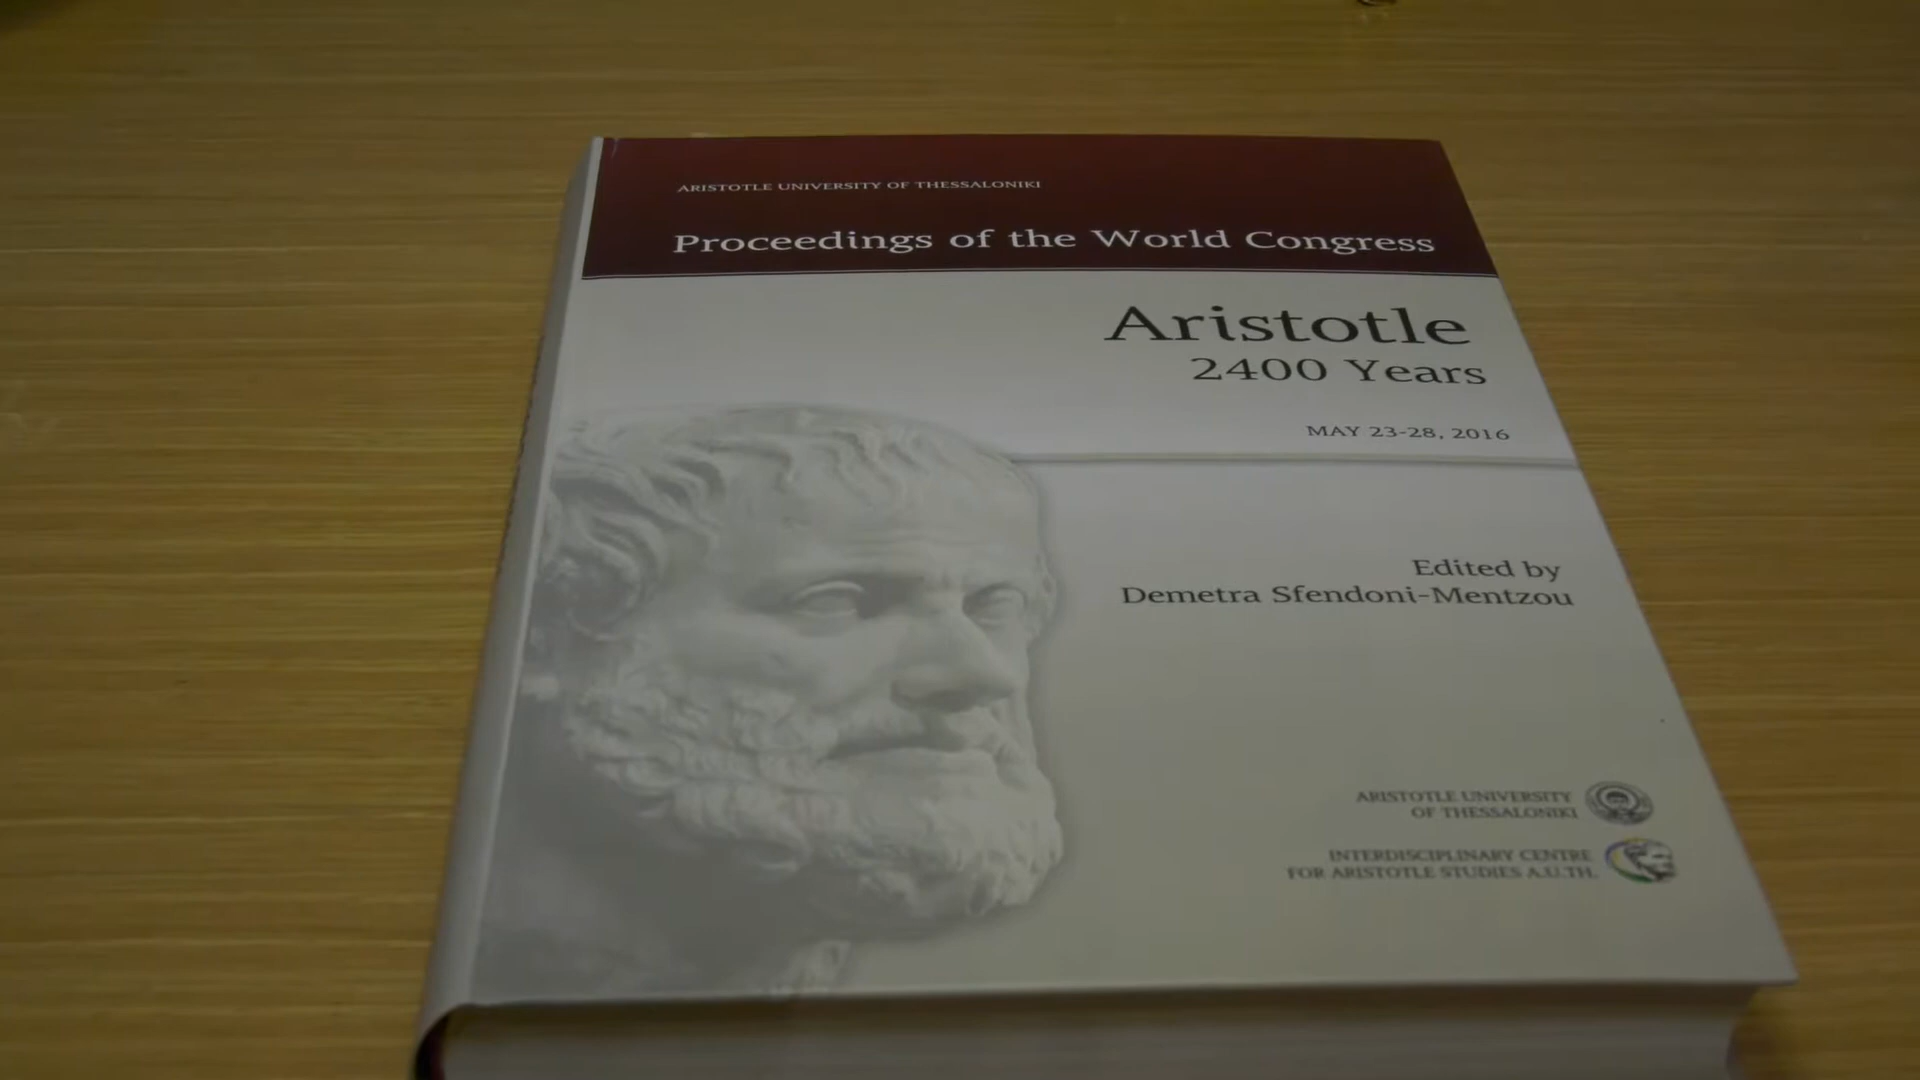 ARISTOTLE UNIVERSITY OF THESSALONIKI
Proceedings of the World Congress
Aristotle
2400 Years
MAY 23-28, 2016
Edited by
Demetra Sfendoni-Mentzou
ARISTOTLE UNIVERSITY
OF THESSALONIKI
INTERDISCIPLINARY CENTRE
FOR ARISTOTLE STUDIES A.U.TH.